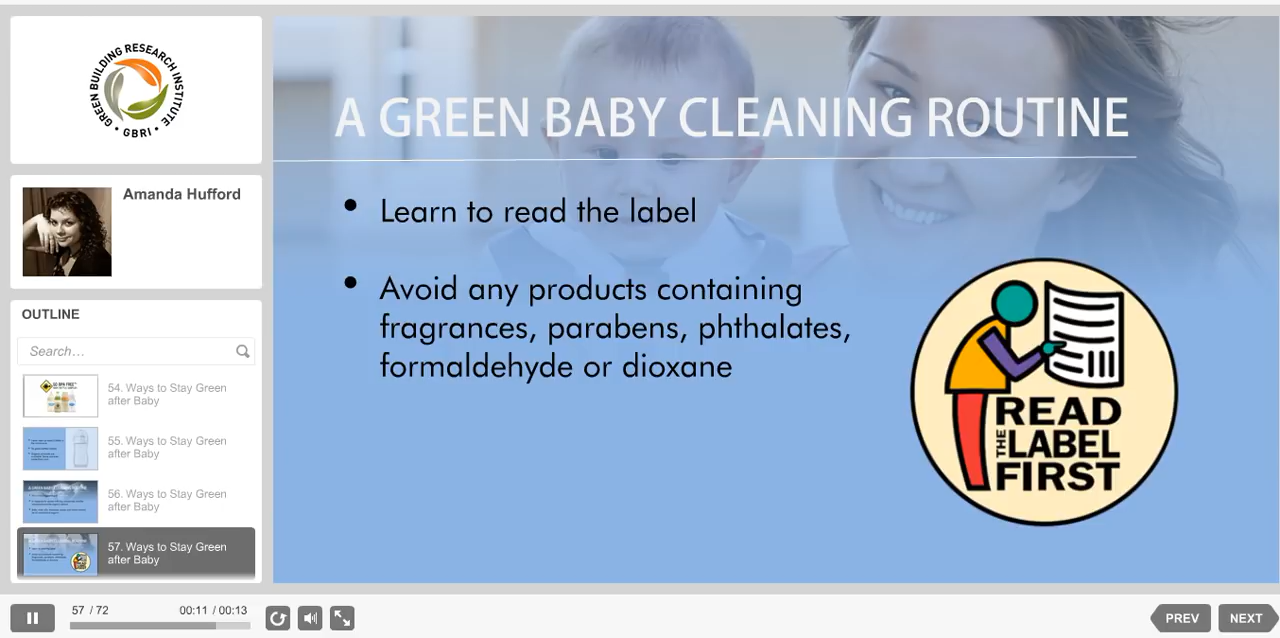 GREEN BUILDING RESEARCH INSTITUTE
• GBRI •
Amanda Hufford
OUTLINE
Search...
54. Ways to Stay Green
after Baby
55. Ways to Stay Green
after Baby
56. Ways to Stay Green
after Baby
57. Ways to Stay Green
after Baby
A GREEN BABY CLEANING ROUTINE
• Learn to read the label
• Avoid any products containing
fragrances, parabens, phthalates,
formaldehyde or dioxane
READ
THE LABEL
FIRST
57 / 72
00:11 / 00:13
PREV
NEXT